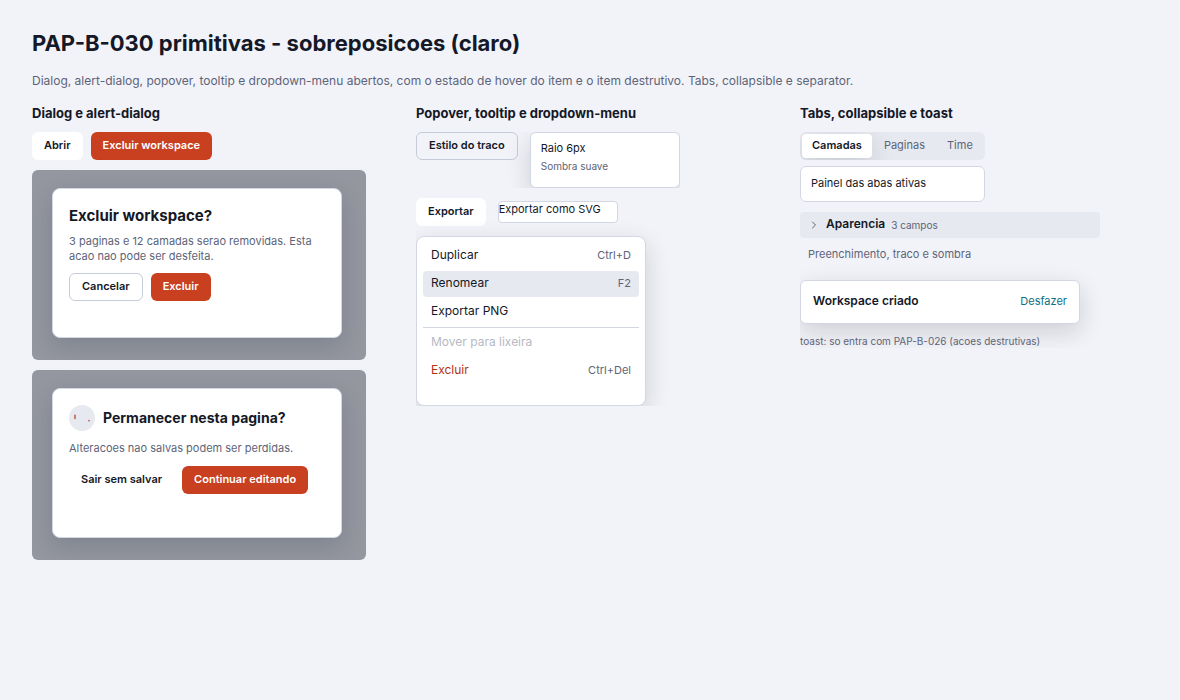 PAP-B-030 primitivas - sobreposicoes (claro)
Dialog, alert-dialog, popover, tooltip e dropdown-menu abertos, com o estado de hover do item e o item destrutivo. Tabs, collapsible e separator.
Dialog e alert-dialog
Abrir
Excluir workspace
Excluir workspace?
3 paginas e 12 camadas serao removidas. Esta
acao nao pode ser desfeita.
Cancelar
Excluir
Permanecer nesta pagina?
Alteracoes nao salvas podem ser perdidas.
Sair sem salvar
Continuar editando
Popover, tooltip e dropdown-menu
Estilo do traco
Raio 6px
Sombra suave
Exportar
Exportar como SVG
Duplicar Ctrl+D
Renomear F2
Exportar PNG
Mover para lixeira
Excluir Ctrl+Del
Tabs, collapsible e toast
Camadas Paginas Time
Painel das abas ativas
Aparencia 3 campos
Preenchimento, traco e sombra
Workspace criado Desfazer
toast: so entra com PAP-B-026 (acoes destrutivas)